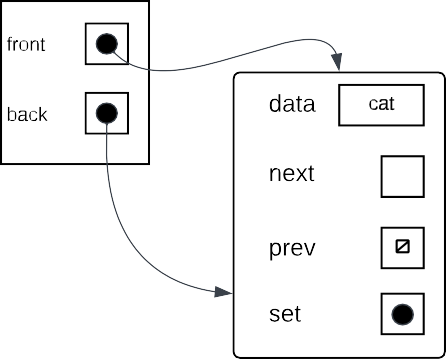 front
back
data
cat
next
prev
set